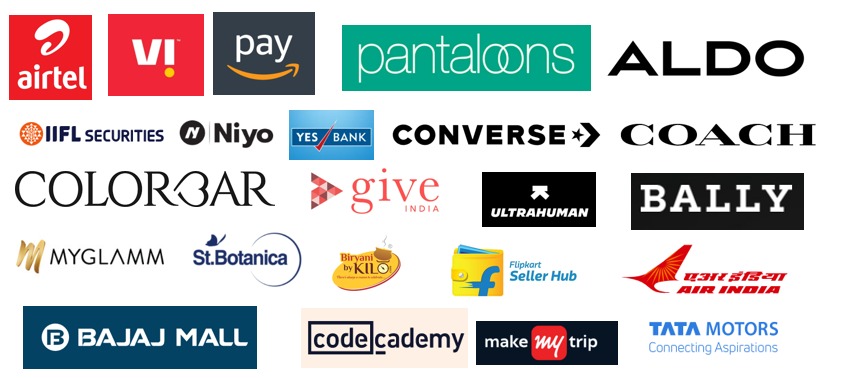 airtel
VI
pay
pantaloons
ALDO
IIFL SECURITIES
Niyo
YES BANK
CONVERSE
COACH
COLORBAR
give
INDIA
ULTRAHUMAN
BALLY
MYGLAMM
St.Botanica
Biryani
by KILO
Flipkart
Seller Hub
एअर इंडिया
AIR INDIA
BAJAJ MALL
codecademy
make my trip
TATA MOTORS
Connecting Aspirations